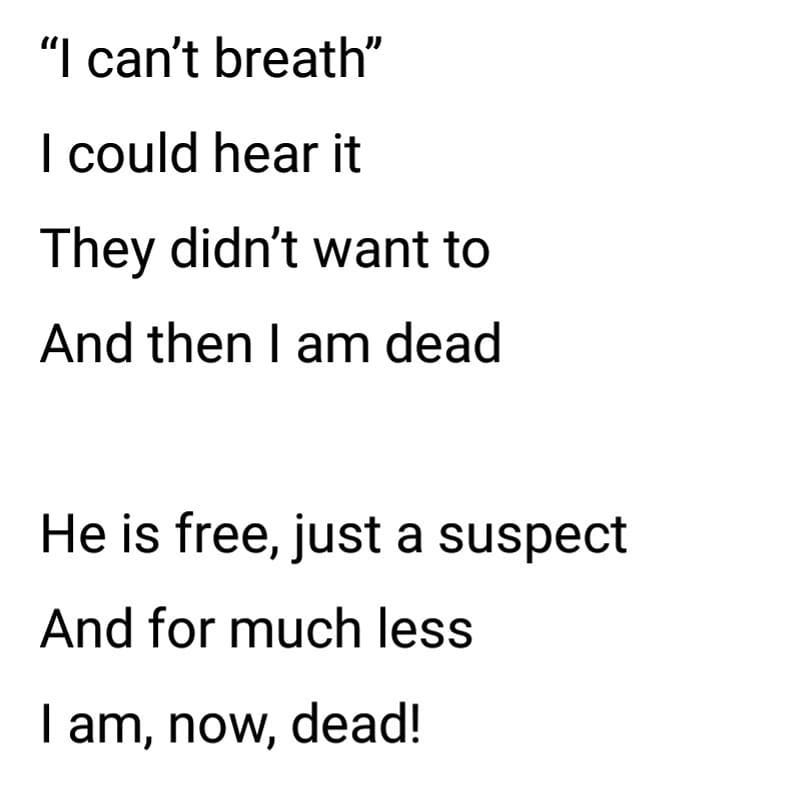 “I can’t breath”
I could hear it
They didn’t want to
And then I am dead
He is free, just a suspect
And for much less
I am, now, dead!